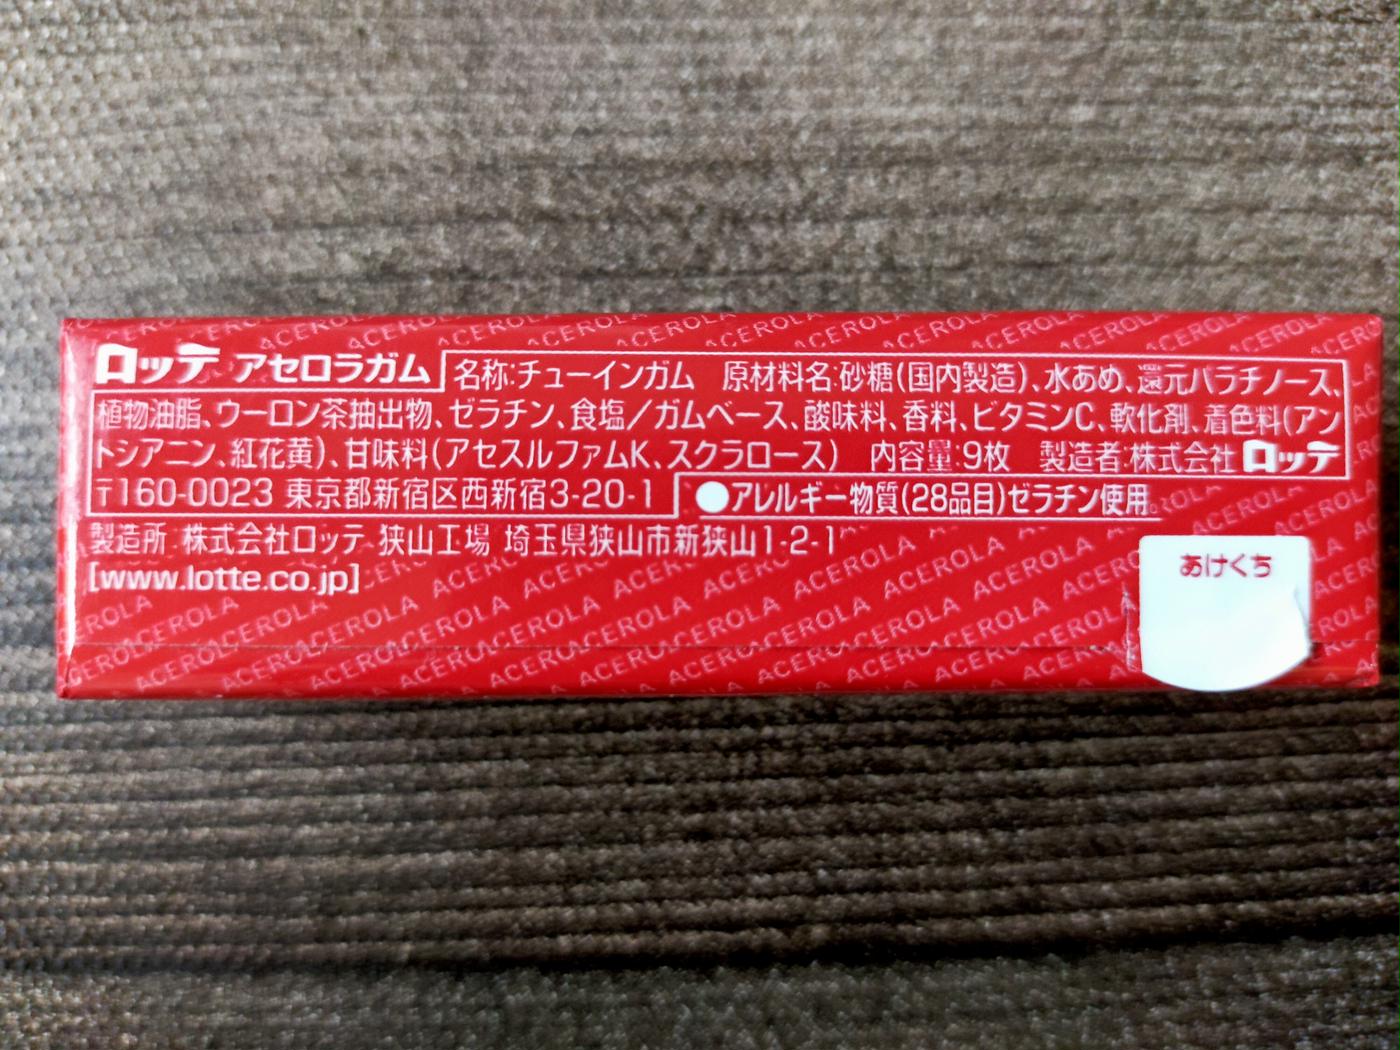 ロッテ アセロラガム 名称:チューインガム 原材料名:砂糖(国内製造)、水あめ、還元パラチノース、
植物油脂、ウーロン茶抽出物、ゼラチン、食塩/ガムベース、酸味料、香料、ビタミンC、軟化剤、着色料(アン
トシアニン、紅花黄)、甘味料(アセスルファムK、スクラロース) 内容量:9枚 製造者:株式会社ロッテ
〒160-0023 東京都新宿区西新宿3-20-1 ●アレルギー物質(28品目)ゼラチン使用。
製造所 株式会社ロッテ 狭山工場 埼玉県狭山市新狭山1-2-1
[www.lotte.co.jp]
あけくち
ACEROLA ACEROLA ACEROLA ACEROLA ACEROLA ACEROLA ACEROLA